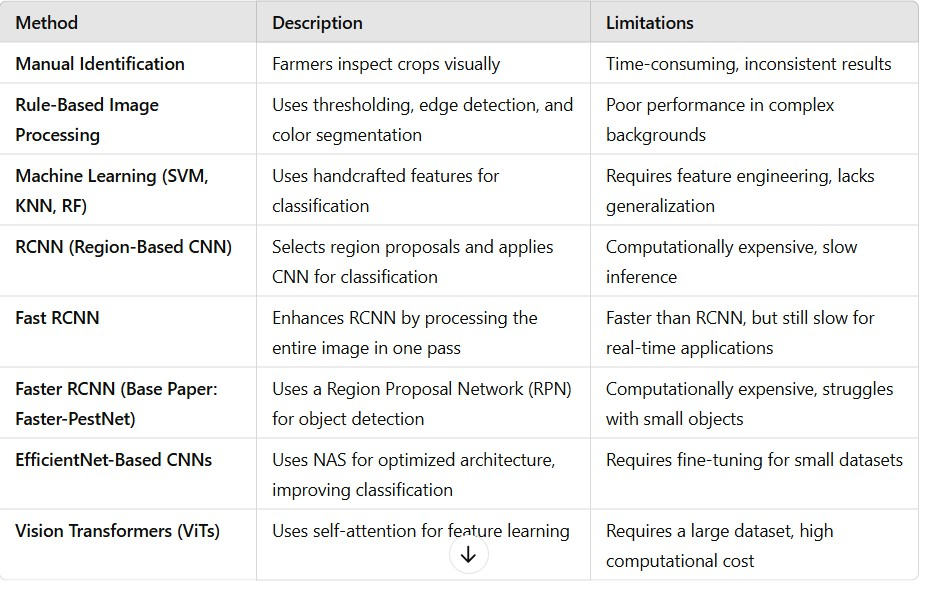 Method Description Limitations
Manual Identification Farmers inspect crops visually Time-consuming, inconsistent results
Rule-Based Image Uses thresholding, edge detection, and Poor performance in complex
Processing color segmentation backgrounds
Machine Learning (SVM, Uses handcrafted features for Requires feature engineering, lacks
KNN, RF) classification generalization
RCNN (Region-Based CNN) Selects region proposals and applies Computationally expensive, slow
CNN for classification inference
Fast RCNN Enhances RCNN by processing the Faster than RCNN, but still slow for
entire image in one pass real-time applications
Faster RCNN (Base Paper: Uses a Region Proposal Network (RPN) Computationally expensive, struggles
Faster-PestNet) for object detection with small objects
EfficientNet-Based CNNs Uses NAS for optimized architecture, Requires fine-tuning for small datasets
improving classification
Vision Transformers (ViTs) Uses self-attention for feature learning Requires a large dataset, high
computational cost